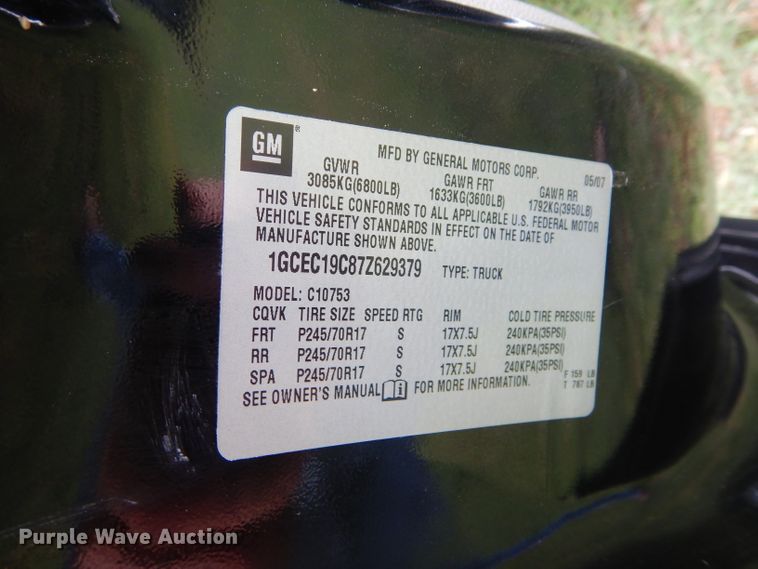 GM ®
MFD BY GENERAL MOTORS CORP. 05/07
GVWR GAWR FRT GAWR RR
3085KG(6800LB) 1633KG(3600LB) 1792KG(3950LB)
THIS VEHICLE CONFORMS TO ALL APPLICABLE U.S. FEDERAL MOTOR
VEHICLE SAFETY STANDARDS IN EFFECT ON THE DATE OF
MANUFACTURE SHOWN ABOVE.
1GCEC19C87Z629379 TYPE: TRUCK
MODEL: C10753
CQVK TIRE SIZE SPEED RTG RIM COLD TIRE PRESSURE
FRT P245/70R17 S 17X7.5J 240KPA(35PSI)
RR P245/70R17 S 17X7.5J 240KPA(35PSI)
SPA P245/70R17 S 17X7.5J 240KPA(35PSI)
F 159 LB
T 787 LB
SEE OWNER'S MANUAL i FOR MORE INFORMATION.
Purple Wave Auction